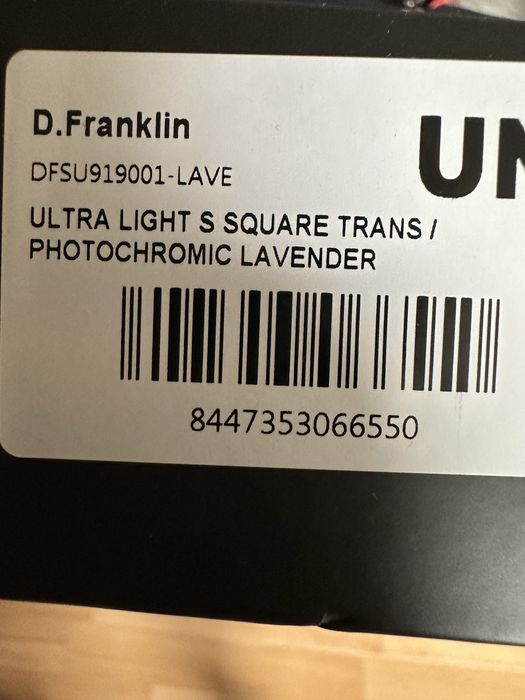 D.Franklin
UN
DFSU919001-LAVE
ULTRA LIGHT S SQUARE TRANS /
PHOTOCHROMIC LAVENDER
8447353066550